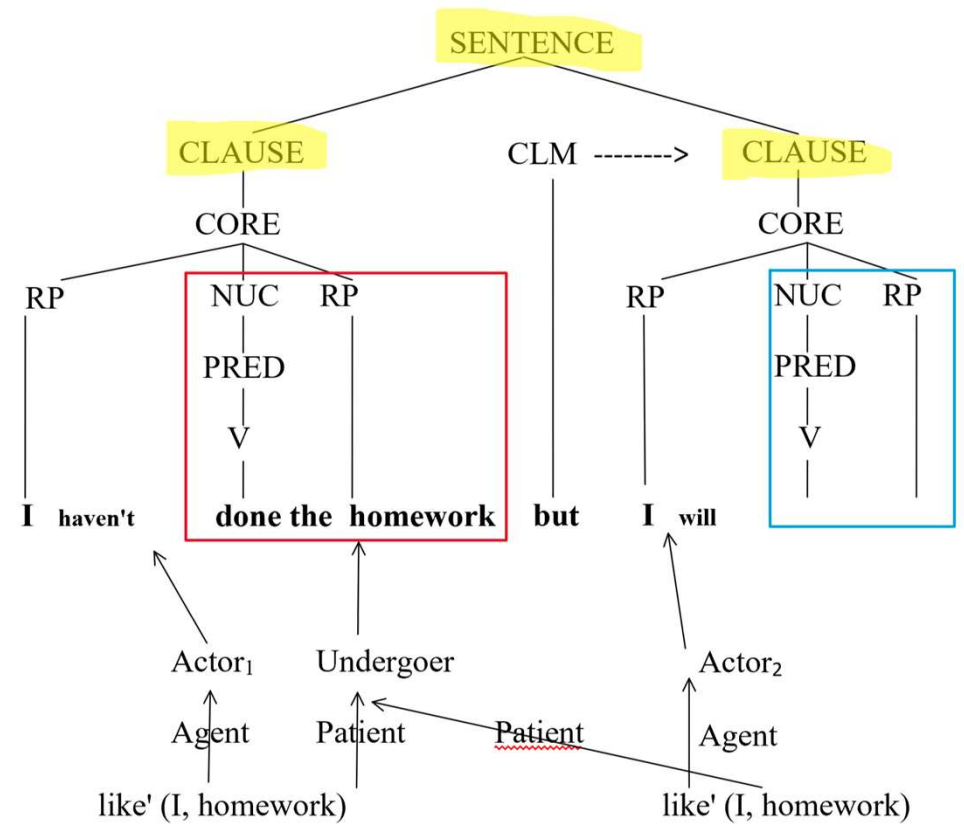 SENTENCE
CLAUSE CLM --------> CLAUSE
CORE CORE
RP NUC RP RP NUC RP
PRED PRED
V V
I haven't done the homework but I will
Actor₁ Undergoer Actor₂
Agent Patient Patient Agent
like' (I, homework) like' (I, homework)